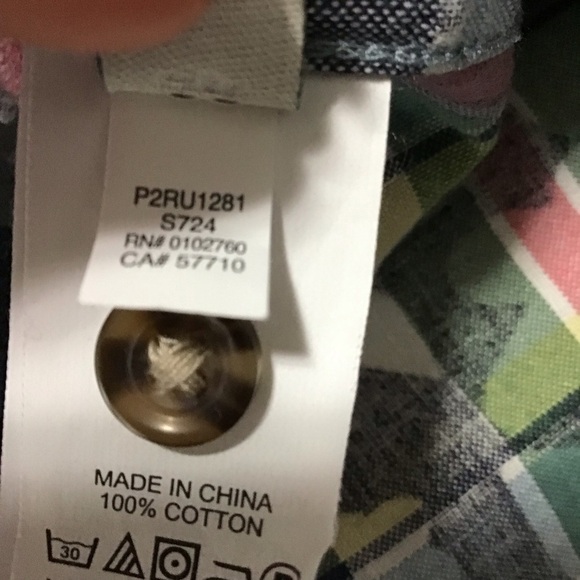 P2RU1281
S724
RN# 0102760
CA# 57710
MADE IN CHINA
100% COTTON
30